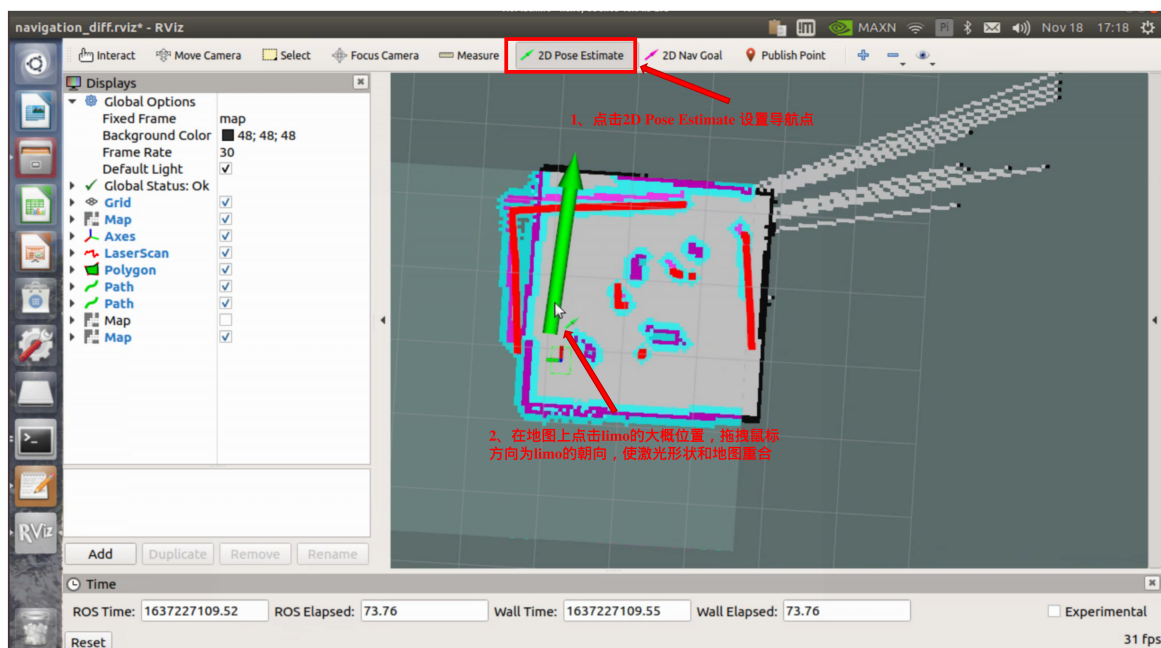 navigation_diff.rviz* - RViz
MAXN
Pi
Nov 18
17:18
Interact
Move Camera
Select
Focus Camera
Measure
2D Pose Estimate
2D Nav Goal
Publish Point
Displays
Global Options
Fixed Frame map
Background Color 48; 48; 48
Frame Rate 30
Default Light
Global Status: Ok
Grid
Map
Axes
LaserScan
Polygon
Path
Path
Map
Map
1、点击2D Pose Estimate 设置导航点
2、在地图上点击limo的大概位置，拖拽鼠标
方向为limo的朝向，使激光形状和地图重合
RViz
Add
Duplicate
Remove
Rename
Time
ROS Time: 1637227109.52
ROS Elapsed: 73.76
Wall Time: 1637227109.55
Wall Elapsed: 73.76
Experimental
Reset
31 fps